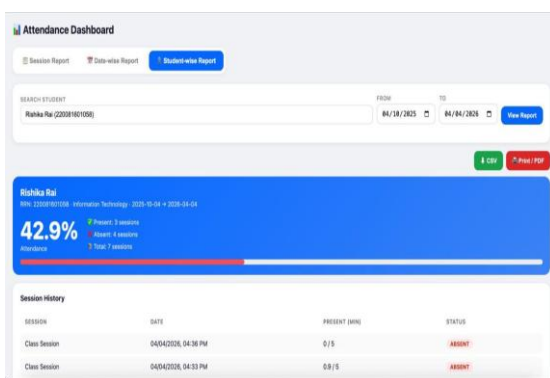 Attendance Dashboard
Session Report Date-wise Report Student-wise Report
SEARCH STUDENT FROM TO
Rishika Rai (220081601058) 04/10/2025 04/04/2026 View Report
CSV Print / PDF
Rishika Rai
RRN: 220081601058 · Information Technology · 2025-10-04 → 2026-04-04
42.9%
Attendance
Present: 3 sessions
Absent: 4 sessions
Total: 7 sessions
Session History
SESSION DATE PRESENT (MIN) STATUS
Class Session 04/04/2026, 04:36 PM 0 / 5 ABSENT
Class Session 04/04/2026, 04:33 PM 0.9 / 5 ABSENT